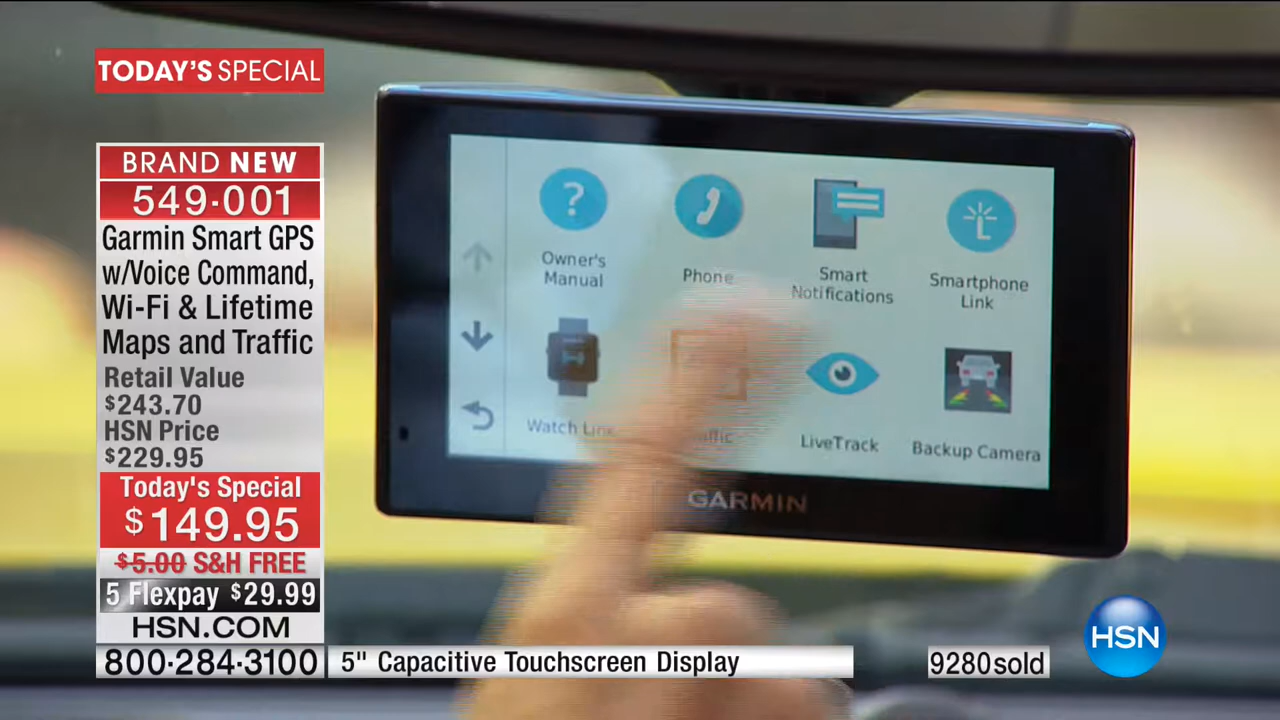 TODAY'S SPECIAL
BRAND NEW
549-001
Garmin Smart GPS
w/Voice Command,
Wi-Fi & Lifetime
Maps and Traffic
Retail Value
$243.70
HSN Price
$229.95
Today's Special
$149.95
$5.00 S&H FREE
5 Flexpay $29.99
HSN.COM
800-284-3100
5" Capacitive Touchscreen Display
9280sold
HSN
?
Owner's
Manual
Phone
Smart
Notifications
Smartphone
Link
Watch Link
LiveTrack
Backup Camera
GARMIN